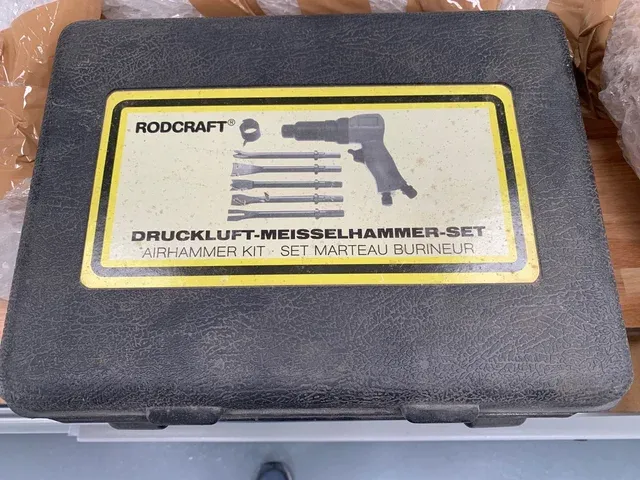 RODCRAFT®
DRUCKLUFT-MEISSELHAMMER-SET
AIRHAMMER KIT · SET MARTEAU BURINEUR